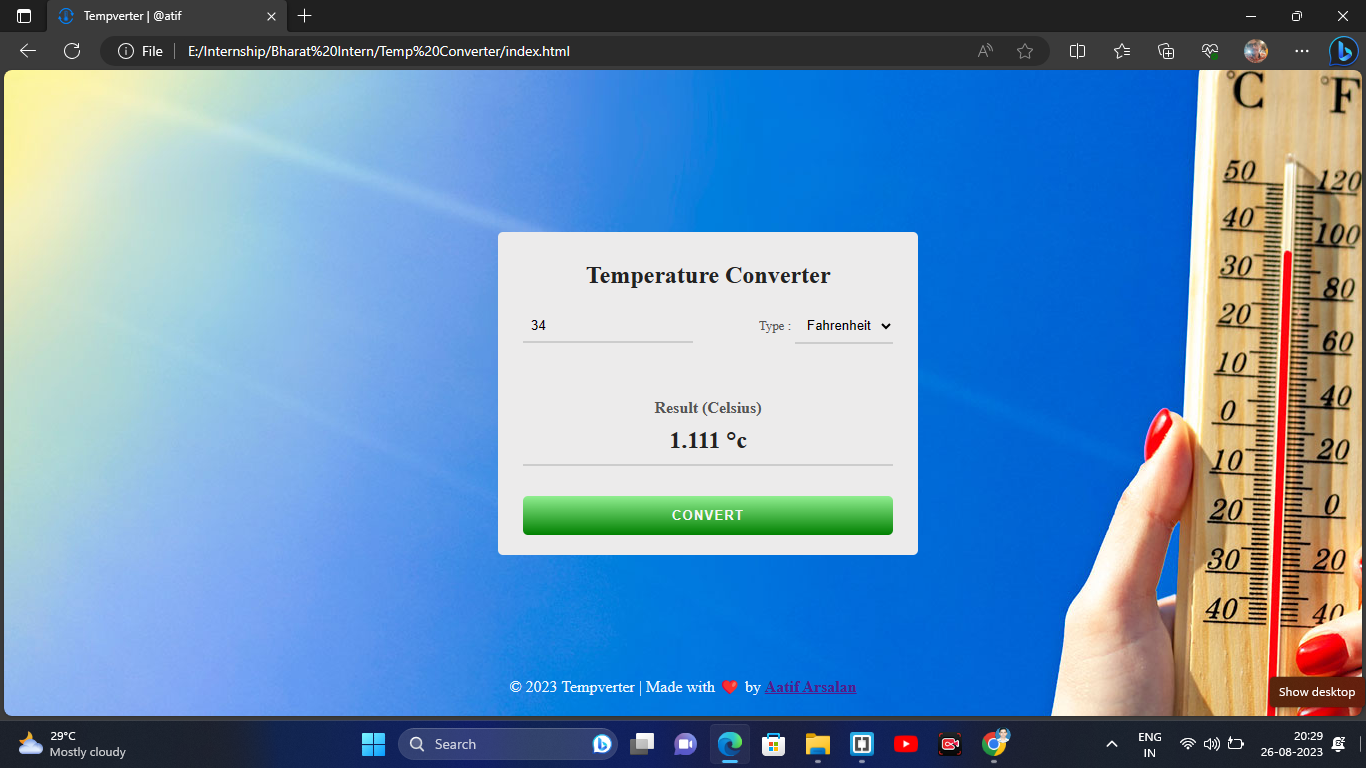 Tempverter | @atif
File
E:/Internship/Bharat%20Intern/Temp%20Converter/index.html
°C °F
50 120
40 100
30 80
20 60
10 40
0 20
10 0
20 20
30 40
40
Temperature Converter
34 Type : Fahrenheit
Result (Celsius)
1.111 °c
CONVERT
© 2023 Tempverter | Made with ❤️ by Aatif Arsalan
Show desktop
29°C
Mostly cloudy
Search
ENG
IN
20:29
26-08-2023